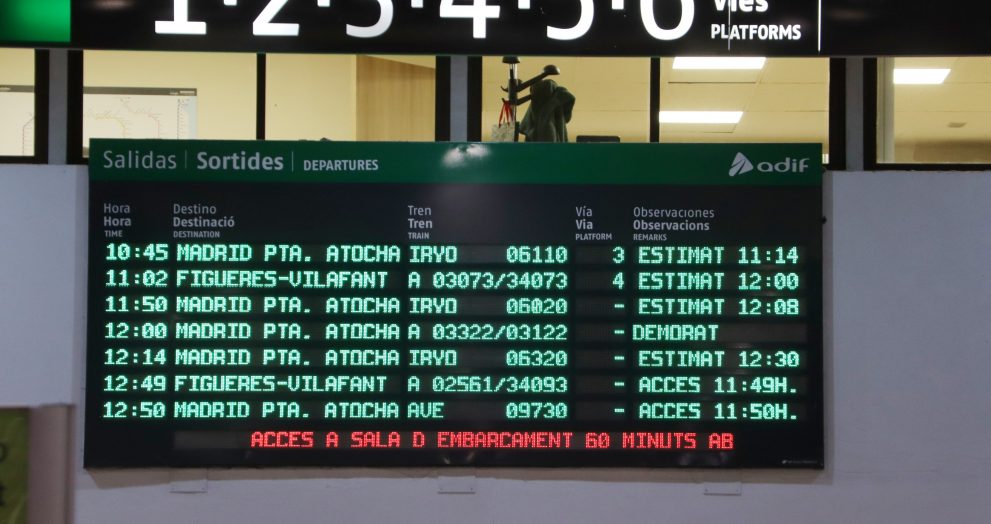 1·2·3·4·5·6 Vies
PLATFORMS
Salidas | Sortides | DEPARTURES adif
Hora Destino Tren Vía Observaciones
Hora Destinació Tren Via Observacions
TIME DESTINATION TRAIN PLATFORM REMARKS
10:45 MADRID PTA. ATOCHA IRYO 06110 3 ESTIMAT 11:14
11:02 FIGUERES-VILAFANT A 03073/34073 4 ESTIMAT 12:00
11:50 MADRID PTA. ATOCHA IRYO 06020 - ESTIMAT 12:08
12:00 MADRID PTA. ATOCHA A 03322/03122 - DEMORAT
12:14 MADRID PTA. ATOCHA IRYO 06320 - ESTIMAT 12:30
12:49 FIGUERES-VILAFANT A 02561/34093 - ACCES 11:49H.
12:50 MADRID PTA. ATOCHA AVE 09730 - ACCES 11:50H.
ACCES A SALA D EMBARCAMENT 60 MINUTS AB